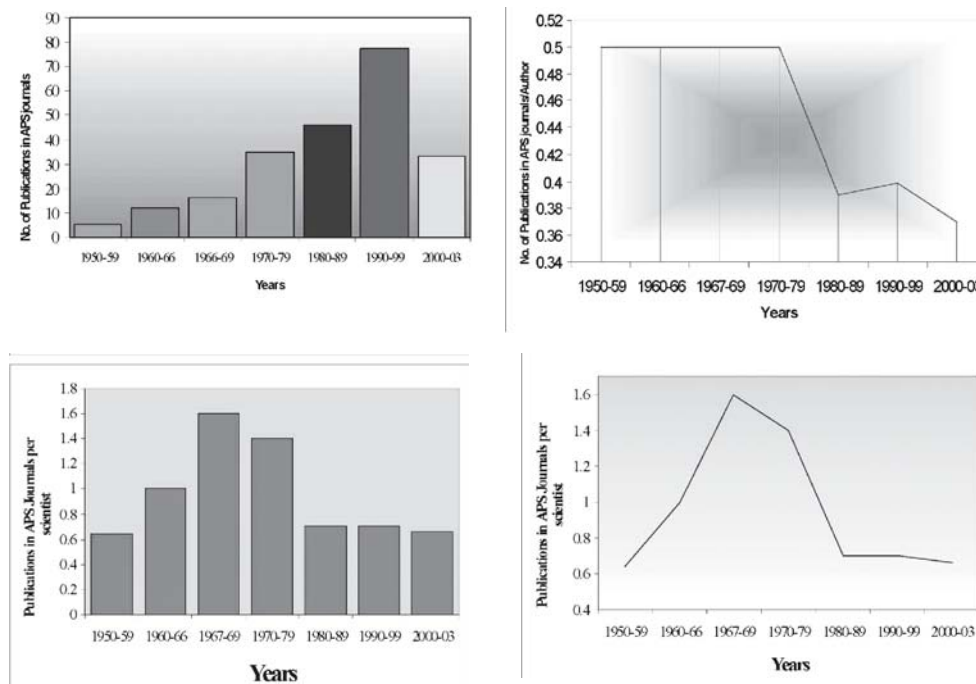 No. of Publications in APS journals
90
80
70
60
50
40
30
20
10
0
1950-59 1960-66 1966-69 1970-79 1980-89 1990-99 2000-03
Years
No. of Publications in APS journals/Author
0.52
0.5
0.48
0.46
0.44
0.42
0.4
0.38
0.36
0.34
1950-59 1960-66 1967-69 1970-79 1980-89 1990-99 2000-03
Years
Publications in APS Journals per
scientist
1.8
1.6
1.4
1.2
1
0.8
0.6
0.4
0.2
0
1950-59 1960-66 1967-69 1970-79 1980-89 1990-99 2000-03
Years
Publications in APS Journals per
scientist
1.6
1.4
1.2
1
0.8
0.6
0.4
1950-59 1960-66 1967-69 1970-79 1980-89 1990-99 2000-03
Years